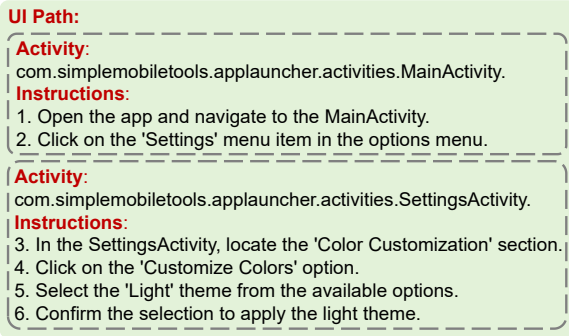 UI Path:
Activity:
com.simplemobiletools.applauncher.activities.MainActivity.
Instructions:
1. Open the app and navigate to the MainActivity.
2. Click on the 'Settings' menu item in the options menu.
Activity:
com.simplemobiletools.applauncher.activities.SettingsActivity.
Instructions:
3. In the SettingsActivity, locate the 'Color Customization' section.
4. Click on the 'Customize Colors' option.
5. Select the 'Light' theme from the available options.
6. Confirm the selection to apply the light theme.